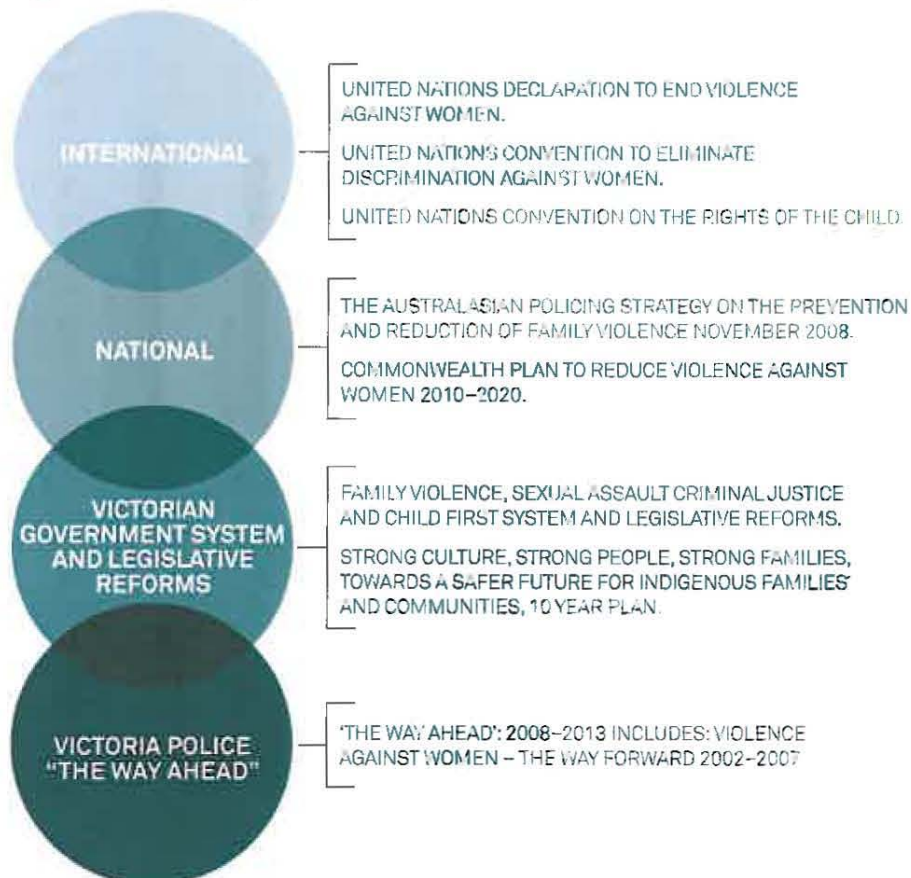 INTERNATIONAL
UNITED NATIONS DECLARATION TO END VIOLENCE
AGAINST WOMEN.
UNITED NATIONS CONVENTION TO ELIMINATE
DISCRIMINATION AGAINST WOMEN.
UNITED NATIONS CONVENTION ON THE RIGHTS OF THE CHILD.
NATIONAL
THE AUSTRALASIAN POLICING STRATEGY ON THE PREVENTION
AND REDUCTION OF FAMILY VIOLENCE NOVEMBER 2008.
COMMONWEALTH PLAN TO REDUCE VIOLENCE AGAINST
WOMEN 2010–2020.
VICTORIAN
GOVERNMENT SYSTEM
AND LEGISLATIVE
REFORMS
FAMILY VIOLENCE, SEXUAL ASSAULT CRIMINAL JUSTICE
AND CHILD FIRST SYSTEM AND LEGISLATIVE REFORMS.
STRONG CULTURE, STRONG PEOPLE, STRONG FAMILIES,
TOWARDS A SAFER FUTURE FOR INDIGENOUS FAMILIES
AND COMMUNITIES, 10 YEAR PLAN.
VICTORIA POLICE
“THE WAY AHEAD”
‘THE WAY AHEAD’: 2008–2013 INCLUDES: VIOLENCE
AGAINST WOMEN – THE WAY FORWARD 2002–2007